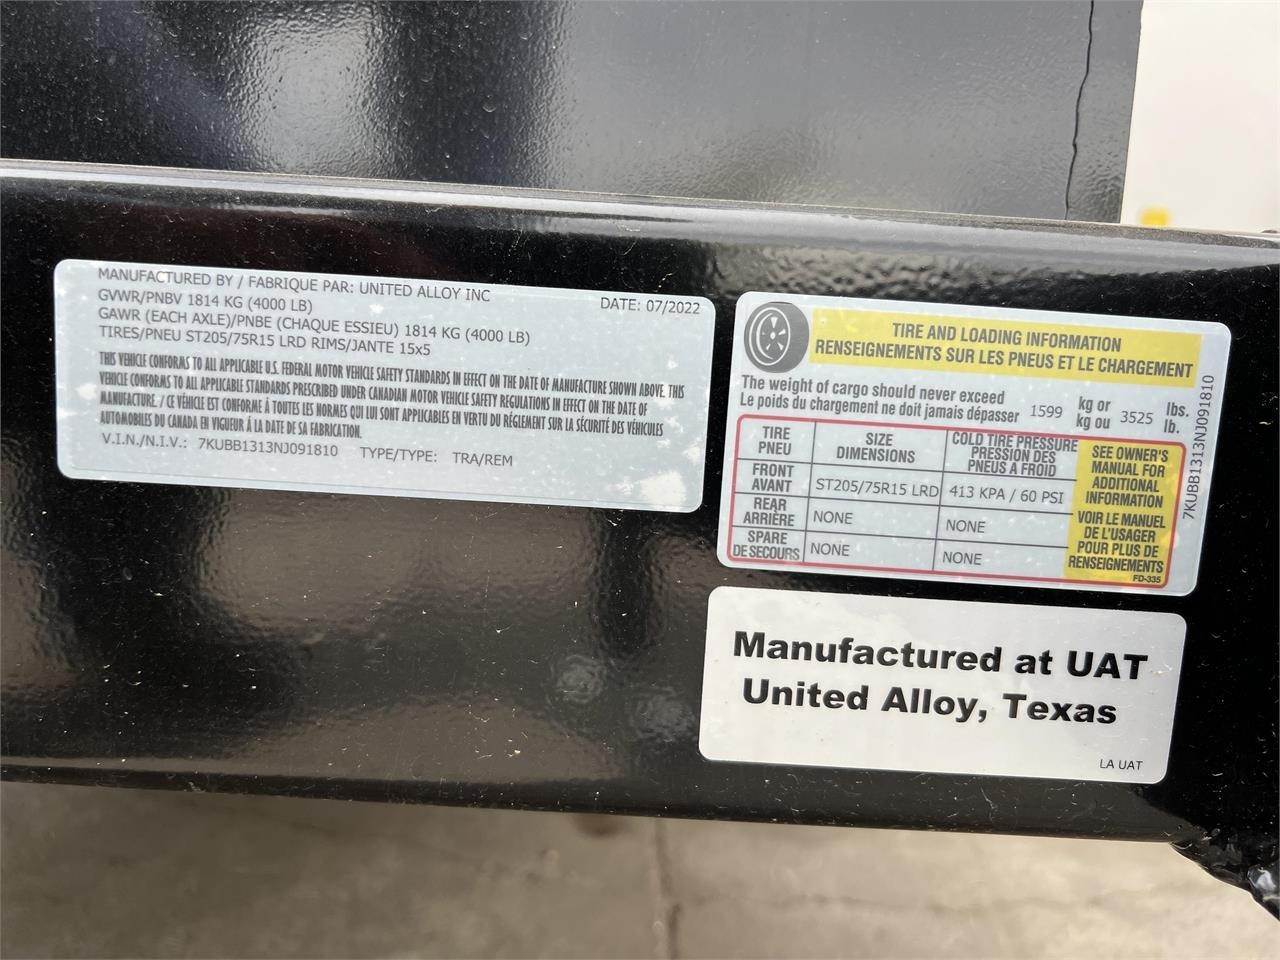 MANUFACTURED BY / FABRIQUE PAR: UNITED ALLOY INC
DATE: 07/2022
GVWR/PNBV 1814 KG (4000 LB)
GAWR (EACH AXLE)/PNBE (CHAQUE ESSIEU) 1814 KG (4000 LB)
TIRES/PNEU ST205/75R15 LRD RIMS/JANTE 15x5
THIS VEHICLE CONFORMS TO ALL APPLICABLE U.S. FEDERAL MOTOR VEHICLE SAFETY STANDARDS IN EFFECT ON THE DATE OF MANUFACTURE SHOWN ABOVE. THIS
VEHICLE CONFORMS TO ALL APPLICABLE STANDARDS PRESCRIBED UNDER CANADIAN MOTOR VEHICLE SAFETY REGULATIONS IN EFFECT ON THE DATE OF
MANUFACTURE. / CE VÉHICULE EST CONFORME À TOUTES LES NORMES QUI LUI SONT APPLICABLES EN VERTU DU RÉGLEMENT SUR LA SÉCURITÉ DES VÉHICULES
AUTOMOBILES DU CANADA EN VIGUEUR À LA DATE DE SA FABRICATION.
V.I.N./N.I.V.: 7KUBB1313NJ091810 TYPE/TYPE: TRA/REM
TIRE AND LOADING INFORMATION
RENSEIGNEMENTS SUR LES PNEUS ET LE CHARGEMENT
The weight of cargo should never exceed
Le poids du chargement ne doit jamais dépasser
1599 kg or
kg ou
3525 lbs.
lb.
TIRE
PNEU
SIZE
DIMENSIONS
COLD TIRE PRESSURE
PRESSION DES
PNEUS A FROID
FRONT
AVANT
ST205/75R15 LRD
413 KPA / 60 PSI
REAR
ARRIÈRE
NONE
NONE
SPARE
DE SECOURS
NONE
NONE
SEE OWNER'S
MANUAL FOR
ADDITIONAL
INFORMATION
VOIR LE MANUEL
DE L'USAGER
POUR PLUS DE
RENSEIGNEMENTS
FD-335
7KUBB1313NJ091810
Manufactured at UAT
United Alloy, Texas
LA UAT